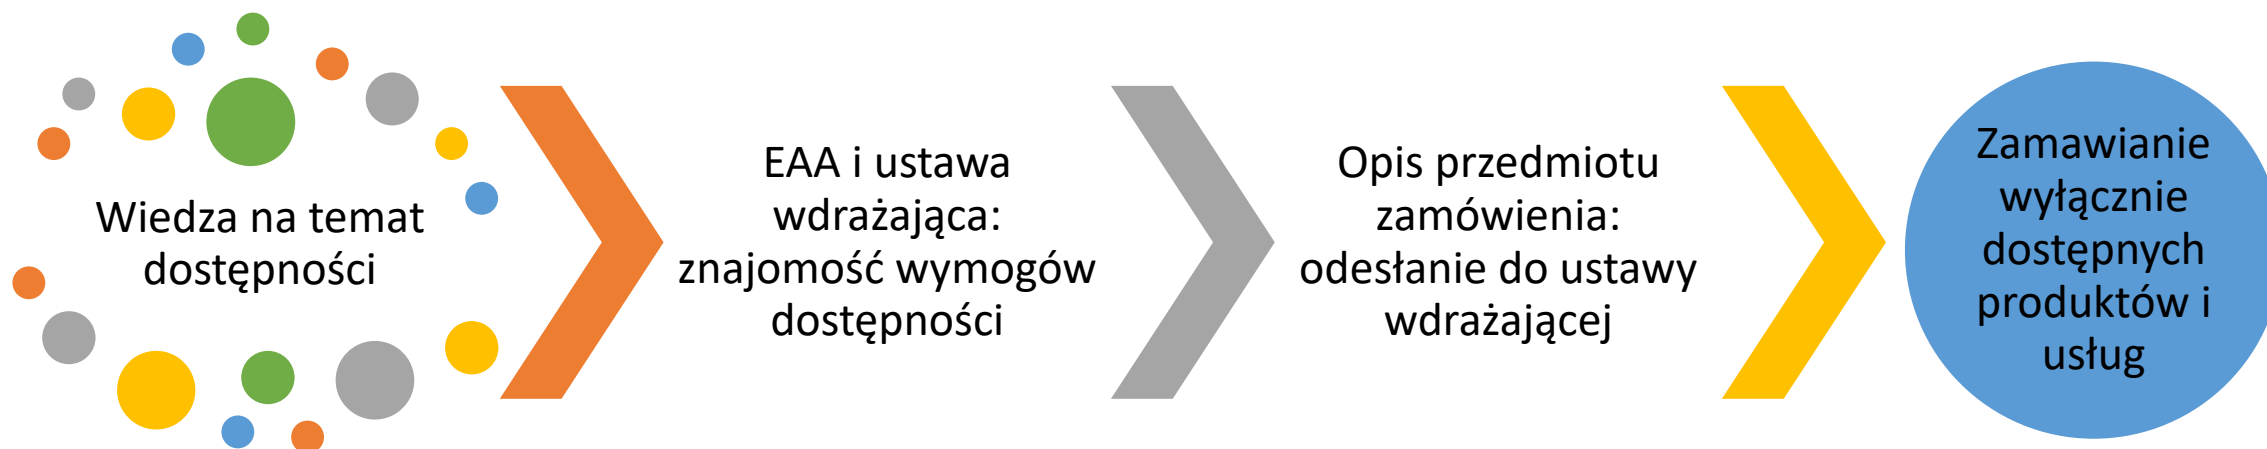 Wiedza na temat
dostępności
EAA i ustawa
wdrażająca:
znajomość wymogów
dostępności
Opis przedmiotu
zamówienia:
odesłanie do ustawy
wdrażającej
Zamawianie
wyłącznie
dostępnych
produktów i
usług